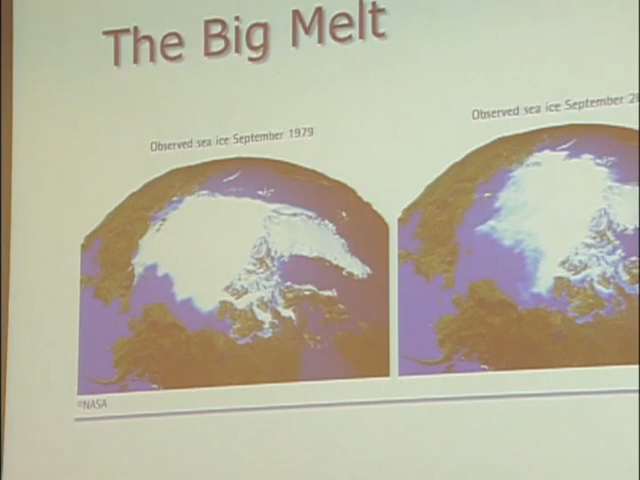 The Big Melt
Observed sea ice September 1979
Observed sea ice September
©NASA